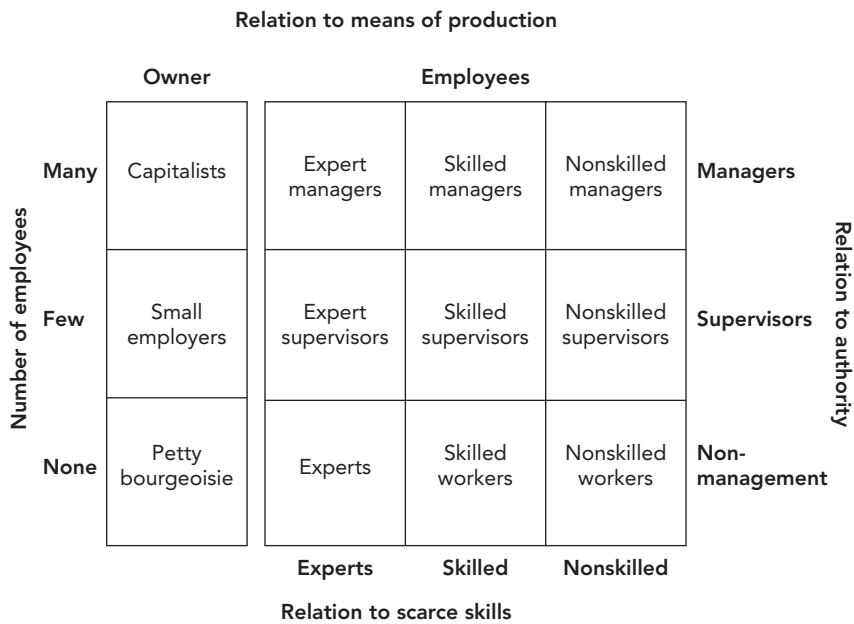 Relation to means of production
Owner
Employees
Number of employees
Many
Capitalists
Expert
managers
Skilled
managers
Nonskilled
managers
Managers
Few
Small
employers
Expert
supervisors
Skilled
supervisors
Nonskilled
supervisors
Supervisors
Relation to authority
None
Petty
bourgeoisie
Experts
Skilled
workers
Nonskilled
workers
Non-
management
Experts
Skilled
Nonskilled
Relation to scarce skills